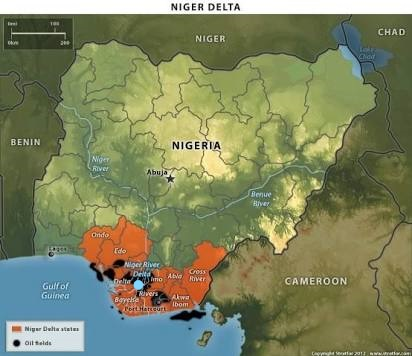 NIGER DELTA
0mi 100
0km 200
NIGER
CHAD
Lake
Chad
BENIN
NIGERIA
Niger
River
Abuja
Benue
River
Lagos
Ondo
Edo
Niger River
Delta
Delta
Imo
Abia
Cross
River
Bayelsa
Rivers
Akwa
Ibom
Port Harcourt
Gulf of
Guinea
CAMEROON
Niger Delta states
Oil fields
Copyright Stratfor 2012 www.stratfor.com